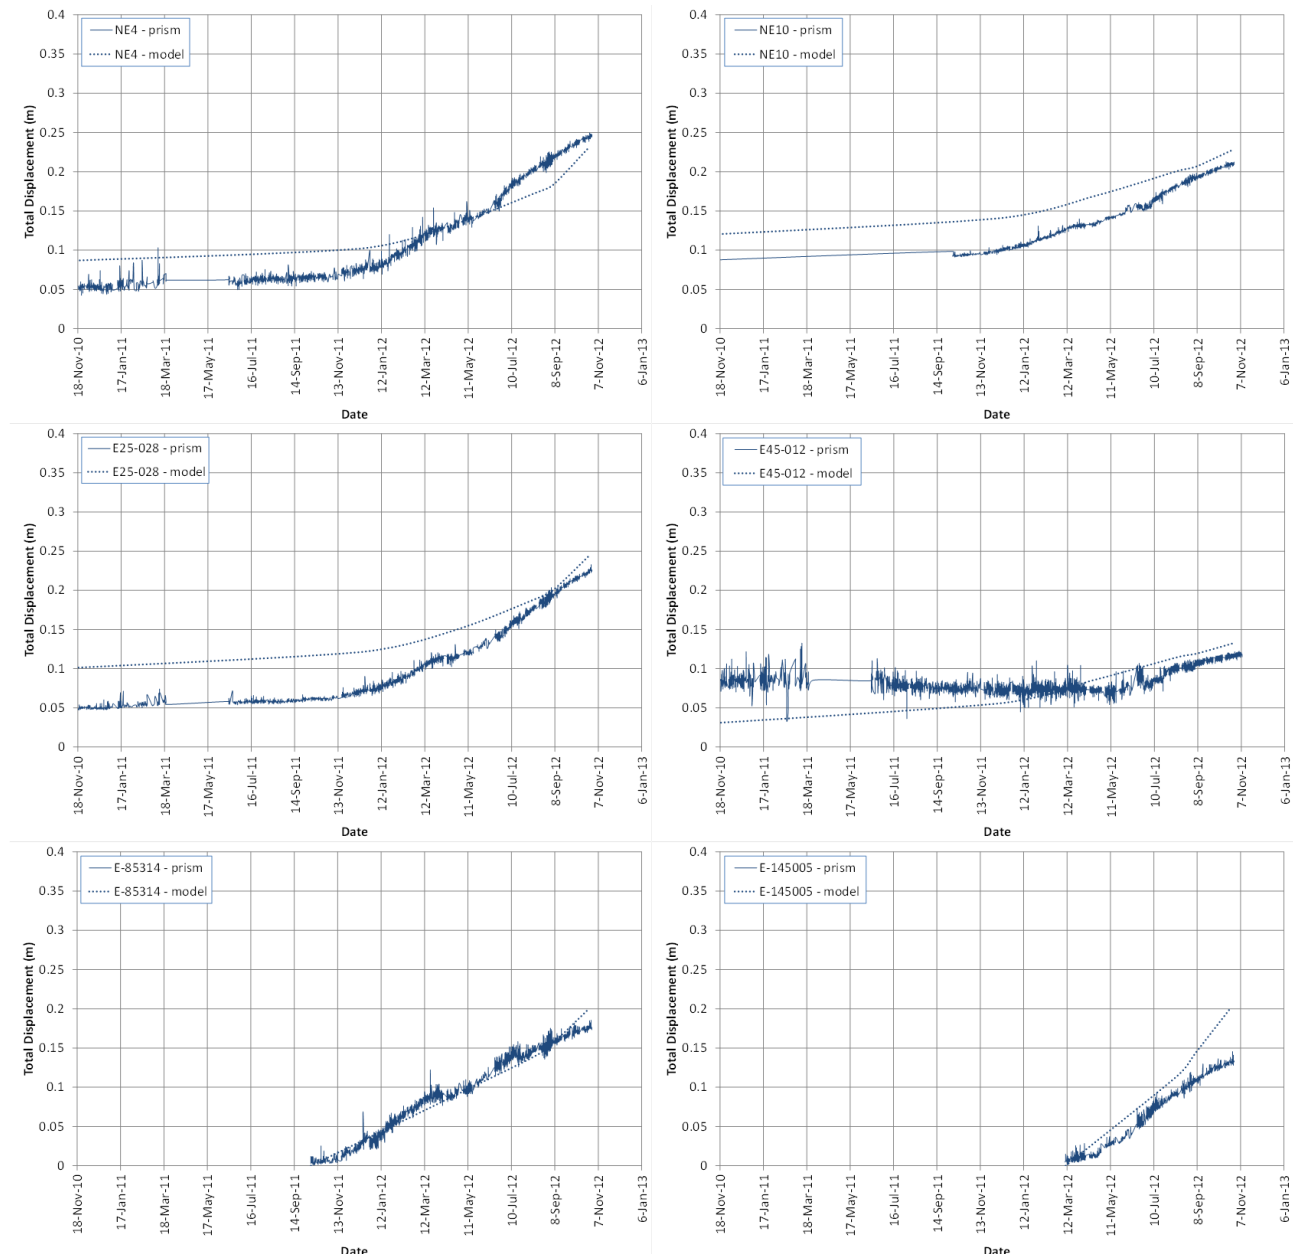 NE4 - prism
NE4 - model
0.4
0.35
0.3
0.25
0.2
0.15
0.1
0.05
0
Total Displacement (m)
18-Nov-10
17-Jan-11
18-Mar-11
17-May-11
16-Jul-11
14-Sep-11
13-Nov-11
12-Jan-12
12-Mar-12
11-May-12
10-Jul-12
8-Sep-12
7-Nov-12
6-Jan-13
Date
NE10 - prism
NE10 - model
0.4
0.35
0.3
0.25
0.2
0.15
0.1
0.05
0
Total Displacement (m)
18-Nov-10
17-Jan-11
18-Mar-11
17-May-11
16-Jul-11
14-Sep-11
13-Nov-11
12-Jan-12
12-Mar-12
11-May-12
10-Jul-12
8-Sep-12
7-Nov-12
6-Jan-13
Date
E25-028 - prism
E25-028 - model
0.4
0.35
0.3
0.25
0.2
0.15
0.1
0.05
0
Total Displacement (m)
18-Nov-10
17-Jan-11
18-Mar-11
17-May-11
16-Jul-11
14-Sep-11
13-Nov-11
12-Jan-12
12-Mar-12
11-May-12
10-Jul-12
8-Sep-12
7-Nov-12
6-Jan-13
Date
E45-012 - prism
E45-012 - model
0.4
0.35
0.3
0.25
0.2
0.15
0.1
0.05
0
Total Displacement (m)
18-Nov-10
17-Jan-11
18-Mar-11
17-May-11
16-Jul-11
14-Sep-11
13-Nov-11
12-Jan-12
12-Mar-12
11-May-12
10-Jul-12
8-Sep-12
7-Nov-12
6-Jan-13
Date
E-85314 - prism
E-85314 - model
0.4
0.35
0.3
0.25
0.2
0.15
0.1
0.05
0
Total Displacement (m)
18-Nov-10
17-Jan-11
18-Mar-11
17-May-11
16-Jul-11
14-Sep-11
13-Nov-11
12-Jan-12
12-Mar-12
11-May-12
10-Jul-12
8-Sep-12
7-Nov-12
6-Jan-13
Date
E-145005 - prism
E-145005 - model
0.4
0.35
0.3
0.25
0.2
0.15
0.1
0.05
0
Total Displacement (m)
18-Nov-10
17-Jan-11
18-Mar-11
17-May-11
16-Jul-11
14-Sep-11
13-Nov-11
12-Jan-12
12-Mar-12
11-May-12
10-Jul-12
8-Sep-12
7-Nov-12
6-Jan-13
Date